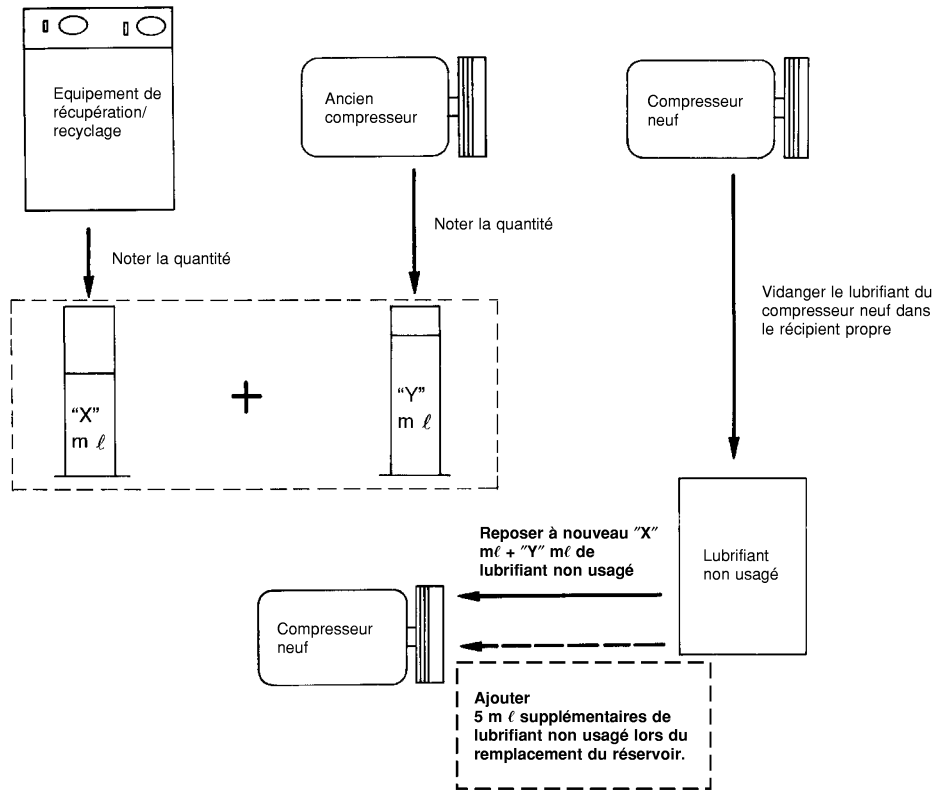 Equipement de
récupération/
recyclage
Ancien
compresseur
Compresseur
neuf
Noter la quantité
Noter la quantité
Vidanger le lubrifiant du
compresseur neuf dans
le récipient propre
“X”
m ℓ
+
“Y”
m ℓ
Reposer à nouveau ″X″
mℓ + ″Y″ mℓ de
lubrifiant non usagé
Lubrifiant
non usagé
Compresseur
neuf
Ajouter
5 m ℓ supplémentaires de
lubrifiant non usagé lors du
remplacement du réservoir.